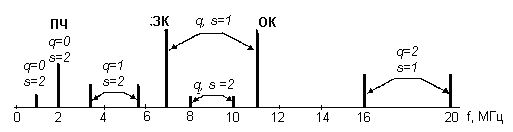 ПЧ
:ЗК
q, s=1
ОК
q=0
s=2
q=0
s=2
q=1
s=2
q, s =2
q=2
s=1
0 2 4 6 8 10 12 14 16 18 20 f, МГц